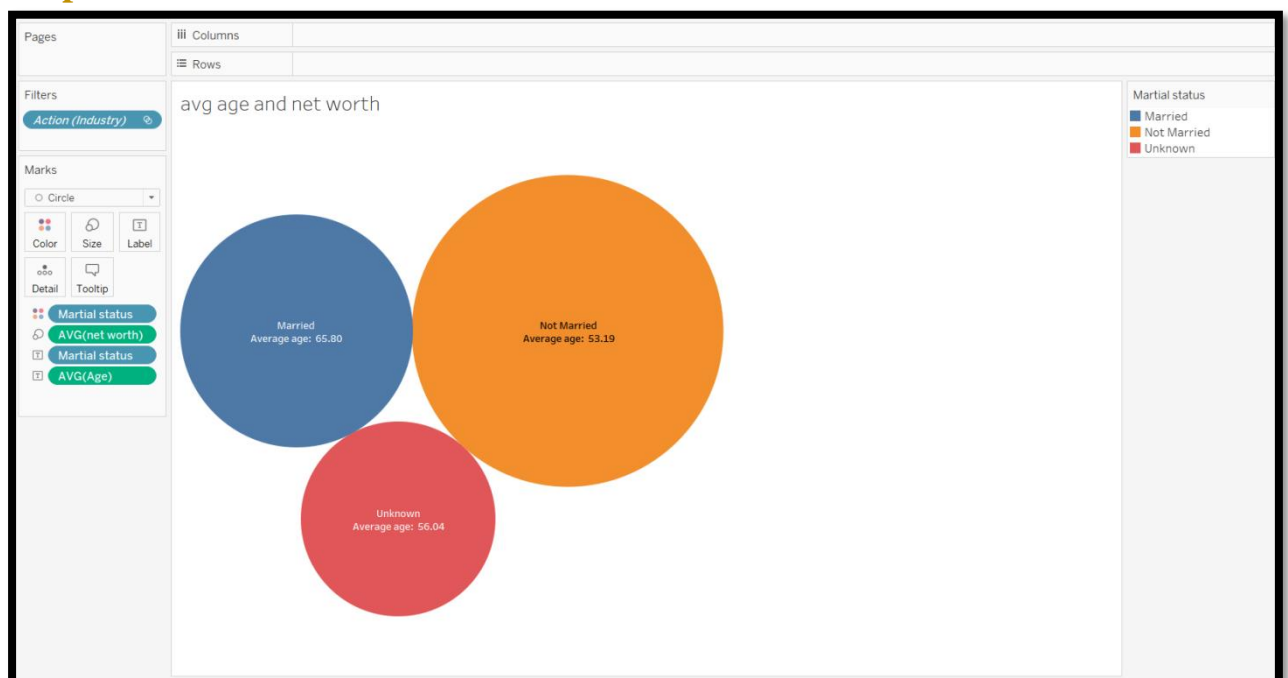 Pages
Columns
Rows
Filters
Action (Industry)
Marks
Circle
Color
Size
Label
Detail
Tooltip
Martial status
AVG(net worth)
Martial status
AVG(Age)
avg age and net worth
Married
Average age: 65.80
Not Married
Average age: 53.19
Unknown
Average age: 56.04
Martial status
Married
Not Married
Unknown